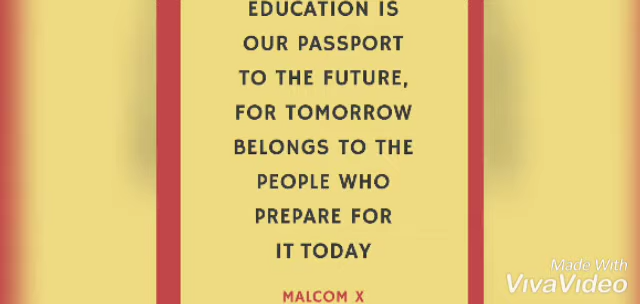 EDUCATION IS
OUR PASSPORT
TO THE FUTURE,
FOR TOMORROW
BELONGS TO THE
PEOPLE WHO
PREPARE FOR
IT TODAY
MALCOM X
Made With
VivaVideo